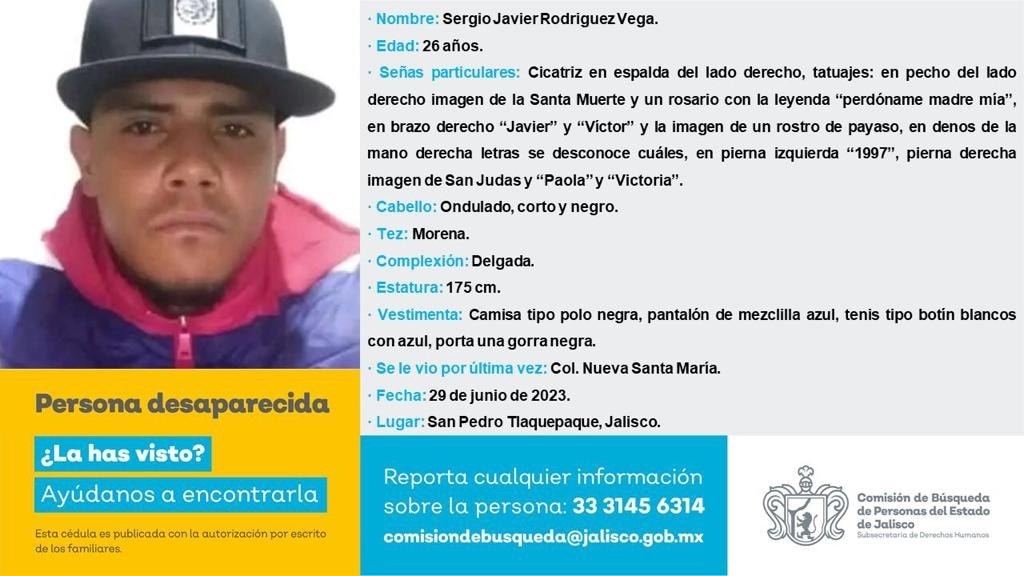 · Nombre: Sergio Javier Rodriguez Vega.
· Edad: 26 años.
· Señas particulares: Cicatriz en espalda del lado derecho, tatuajes: en pecho del lado
derecho imagen de la Santa Muerte y un rosario con la leyenda “perdóname madre mía”,
en brazo derecho “Javier” y “Víctor” y la imagen de un rostro de payaso, en denos de la
mano derecha letras se desconoce cuáles, en pierna izquierda “1997”, pierna derecha
imagen de San Judas y “Paola” y “Victoria”.
· Cabello: Ondulado, corto y negro.
· Tez: Morena.
· Complexión: Delgada.
· Estatura: 175 cm.
· Vestimenta: Camisa tipo polo negra, pantalón de mezclilla azul, tenis tipo botín blancos
con azul, porta una gorra negra.
· Se le vio por última vez: Col. Nueva Santa María.
· Fecha: 29 de junio de 2023.
· Lugar: San Pedro Tlaquepaque, Jalisco.
Persona desaparecida
¿La has visto?
Ayúdanos a encontrarla
Esta cédula es publicada con la autorización por escrito
de los familiares.
Reporta cualquier información
sobre la persona: 33 3145 6314
comisiondebusqueda@jalisco.gob.mx
Comisión de Búsqueda
de Personas del Estado
de Jalisco
Subsecretaría de Derechos Humanos